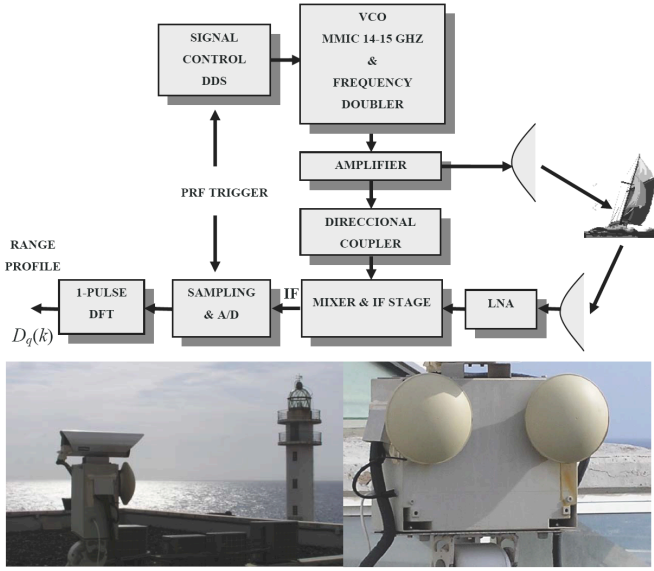 SIGNAL
CONTROL
DDS
VCO
MMIC 14-15 GHZ
&
FREQUENCY
DOUBLER
AMPLIFIER
PRF TRIGGER
DIRECCIONAL
COUPLER
RANGE
PROFILE
1-PULSE
DFT
SAMPLING
& A/D
IF
MIXER & IF STAGE
LNA
D_q(k)